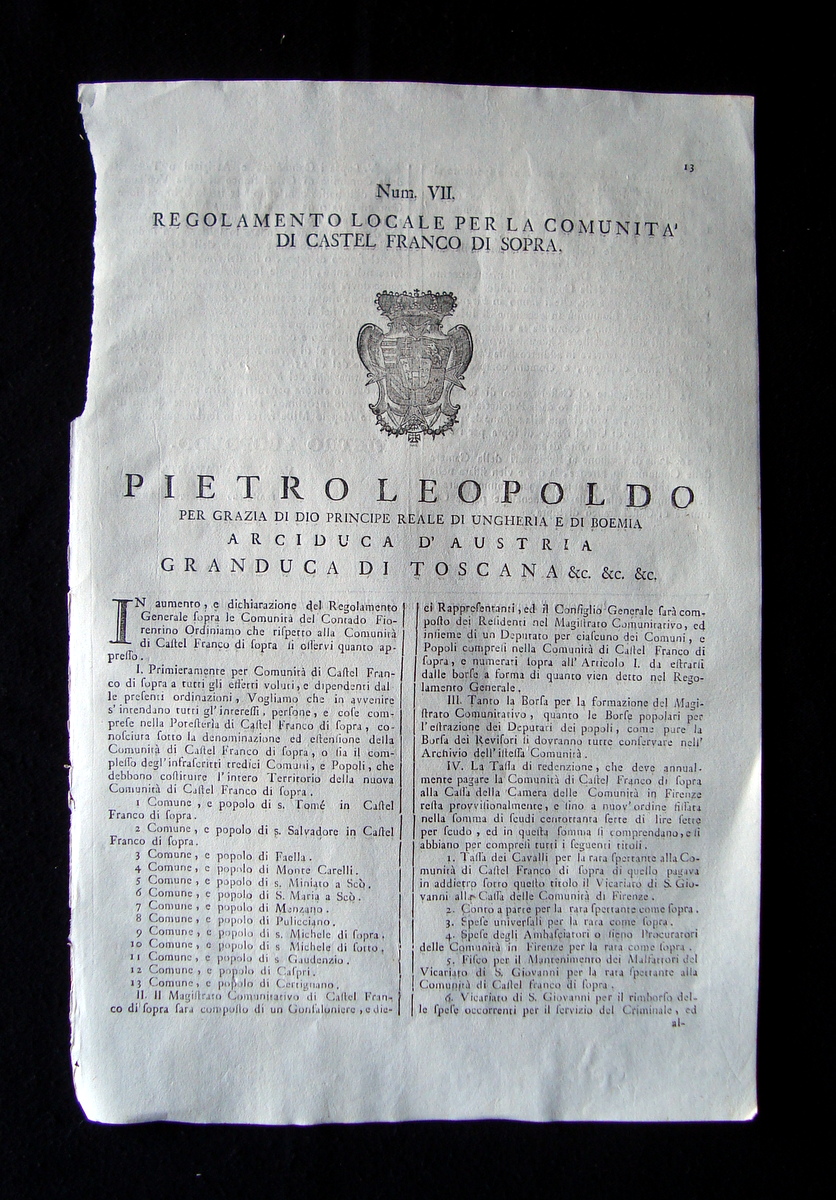 13
Num. VII.
REGOLAMENTO LOCALE PER LA COMUNITA'
DI CASTEL FRANCO DI SOPRA.
PIETRO LEOPOLDO
PER GRAZIA DI DIO PRINCIPE REALE DI UNGHERIA E DI BOEMIA
ARCIDUCA D' AUSTRIA
GRANDUCA DI TOSCANA &c. &c. &c.
IN aumento, e dichiarazione del Regolamento
Generale ſopra le Comunità del Contado Fio-
rentino Ordiniamo che riſpetto alla Comunità
di Caſtel Franco di ſopra ſi oſſervi quanto ap-
preſſo.
I. Primieramente per Comunità di Caſtel Fran-
co di ſopra a tutti gli effetti voluti, e dipendenti dal-
le preſenti ordinazioni, Vogliamo che in avvenire
s' intendano tutti gl' intereſſi, perſone, e coſe com-
preſe nella Poteſterìa di Caſtel Franco di ſopra, co-
noſciuta ſotto la denominazione ed eſtenſione della
Comunità di Caſtel Franco di ſopra, o ſia il com-
pleſſo degl' infraſcritti tredici Comuni, e Popoli, che
debbono coſtituire l' intero Territorio della nuova
Comunità di Caſtel Franco di ſopra.
1 Comune, e popolo di s. Tomé in Caſtel
Franco di ſopra.
2 Comune, e popolo di s. Salvadore in Caſtel
Franco di ſopra.
3 Comune, e popolo di Faella.
4 Comune, e popolo di Monte Carelli.
5 Comune, e popolo di s. Miniato a Scò.
6 Comune, e popolo di S. Maria a Scò.
7 Comune, e popolo di Menzano.
8 Comune, e popolo di Pulicciano.
9 Comune, e popolo di s. Michele di ſopra.
10 Comune, e popolo di s Michele di ſotto.
11 Comune, e popolo di s Gaudenzio.
12 Comune, e popolo di Caſpri.
13 Comune, e popolo di Certignano.
II. Il Magiſtrato Comunitativo di Caſtel Fran-
co di ſopra ſarà compoſto di un Gonfaloniere, e die-
ci Rappreſentanti, ed il Conſiglio Generale ſarà com-
poſto dei Reſidenti nel Magiſtrato Comunitativo, ed
inſieme di un Deputato per ciaſcuno dei Comuni, e
Popoli compreſi nella Comunità di Caſtel Franco di
ſopra, e numerati ſopra all' Articolo I. da eſtrarſi
dalle borſe a forma di quanto vien detto nel Rego-
lamento Generale.
III. Tanto la Borſa per la formazione del Magi-
ſtrato Comunitativo, quanto le Borſe popolari per
l' eſtrazione dei Deputati dei popoli, come pure la
Borſa dei Reviſori ſi dovranno tutte conſervare nell'
Archivio dell' iſteſſa Comunità.
IV. La Taſſa di redenzione, che deve annual-
mente pagare la Comunità di Caſtel Franco di ſopra
alla Caſſa della Camera delle Comunità in Firenze
reſta provviſionalmente, e ſino a nuov' ordine fiſſata
nella ſomma di ſcudi centottanta ſette di lire ſette
per ſcudo, ed in queſta ſomma ſi comprendano, e ſi
abbiano per compreſi tutti i ſeguenti titoli.
1. Taſſa dei Cavalli per la rata ſpettante alla Co-
munità di Caſtel Franco di ſopra di quello pagava
in addietro ſotto queſto titolo il Vicariato di S. Gio-
vanni alla Caſſa delle Comunità di Firenze.
2. Conto a parte per la rata ſpettante come ſopra.
3. Speſe univerſali per la rata come ſopra.
4. Speſe degli Ambaſciatori o ſieno Procuratori
delle Comunità in Firenze per la rata come ſopra.
5. Fiſco per il Mantenimento dei Malfattori del
Vicariato di S. Giovanni per la rata ſpettante alla
Comunità di Caſtel franco di ſopra.
6. Vicariato di S. Giovanni per il rimborſo del-
le ſpeſe occorrenti per il ſervizio del Criminale, ed
al-